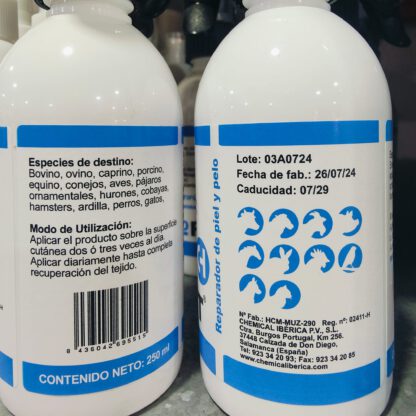 Especies de destino:
Bovino, ovino, caprino, porcino,
equino, conejos, aves, pájaros
ornamentales, hurones, cobayas,
hamsters, ardilla, perros, gatos,
Modo de Utilización:
Aplicar el producto sobre la superficie
cutánea dos ó tres veces al día.
Aplicar diariamente hasta completa
recuperación del tejido.
8 436042 695515
CONTENIDO NETO: 250 ml
Reparador de piel y pelo
H
Lote: 03A0724
Fecha de fab.: 26/07/24
Caducidad: 07/29
Nº Fab.: HCM-MUZ-290 Reg. nº: 02411-H
CHEMICAL IBÉRICA P.V., S.L.
Ctra. Burgos Portugal, Km 256.
37448 Calzada de Don Diego,
Salamanca (España)
Tel: 923 34 20 93; Fax: 923 34 20 85
www.chemicaliberica.com